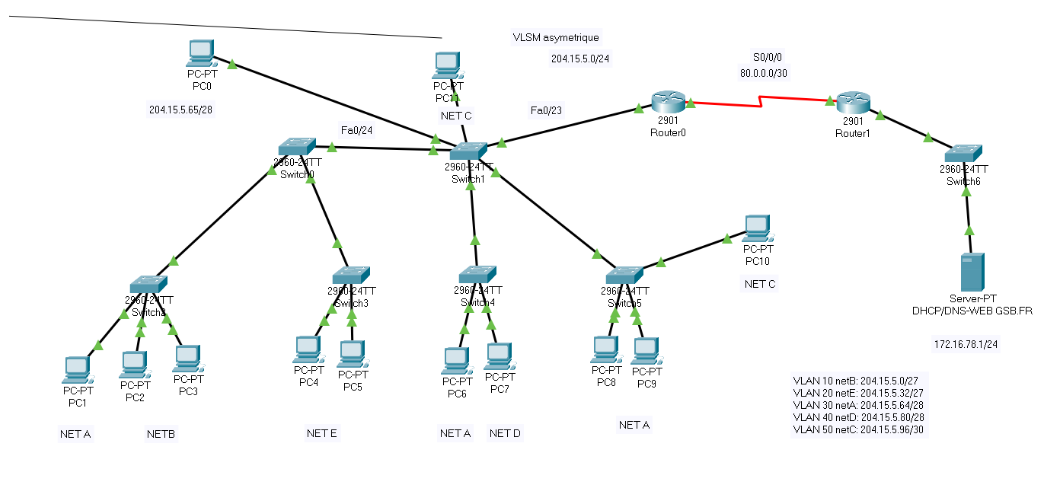 VLSM asymetrique
204.15.5.0/24
S0/0/0
80.0.0.0/30
PC-PT
PC0
204.15.5.65/28
PC-PT
NET C
Fa0/23
Fa0/24
2901
Router0
2901
Router1
2960-24TT
Switch0
2960-24TT
Switch1
2960-24TT
Switch6
PC-PT
PC10
NET C
2960-24TT
2960-24TT
Switch3
2960-24TT
Switch4
2960-24TT
Switch5
Server-PT
DHCP/DNS-WEB GSB.FR
172.16.78.1/24
PC-PT
PC1
PC-PT
PC2
PC-PT
PC3
PC-PT
PC4
PC-PT
PC5
PC-PT
PC6
PC-PT
PC7
PC-PT
PC8
PC-PT
PC9
NET A
NETB
NET E
NET A
NET D
NET A
VLAN 10 netB: 204.15.5.0/27
VLAN 20 netE: 204.15.5.32/27
VLAN 30 netA: 204.15.5.64/28
VLAN 40 netD: 204.15.5.80/28
VLAN 50 netC: 204.15.5.96/30